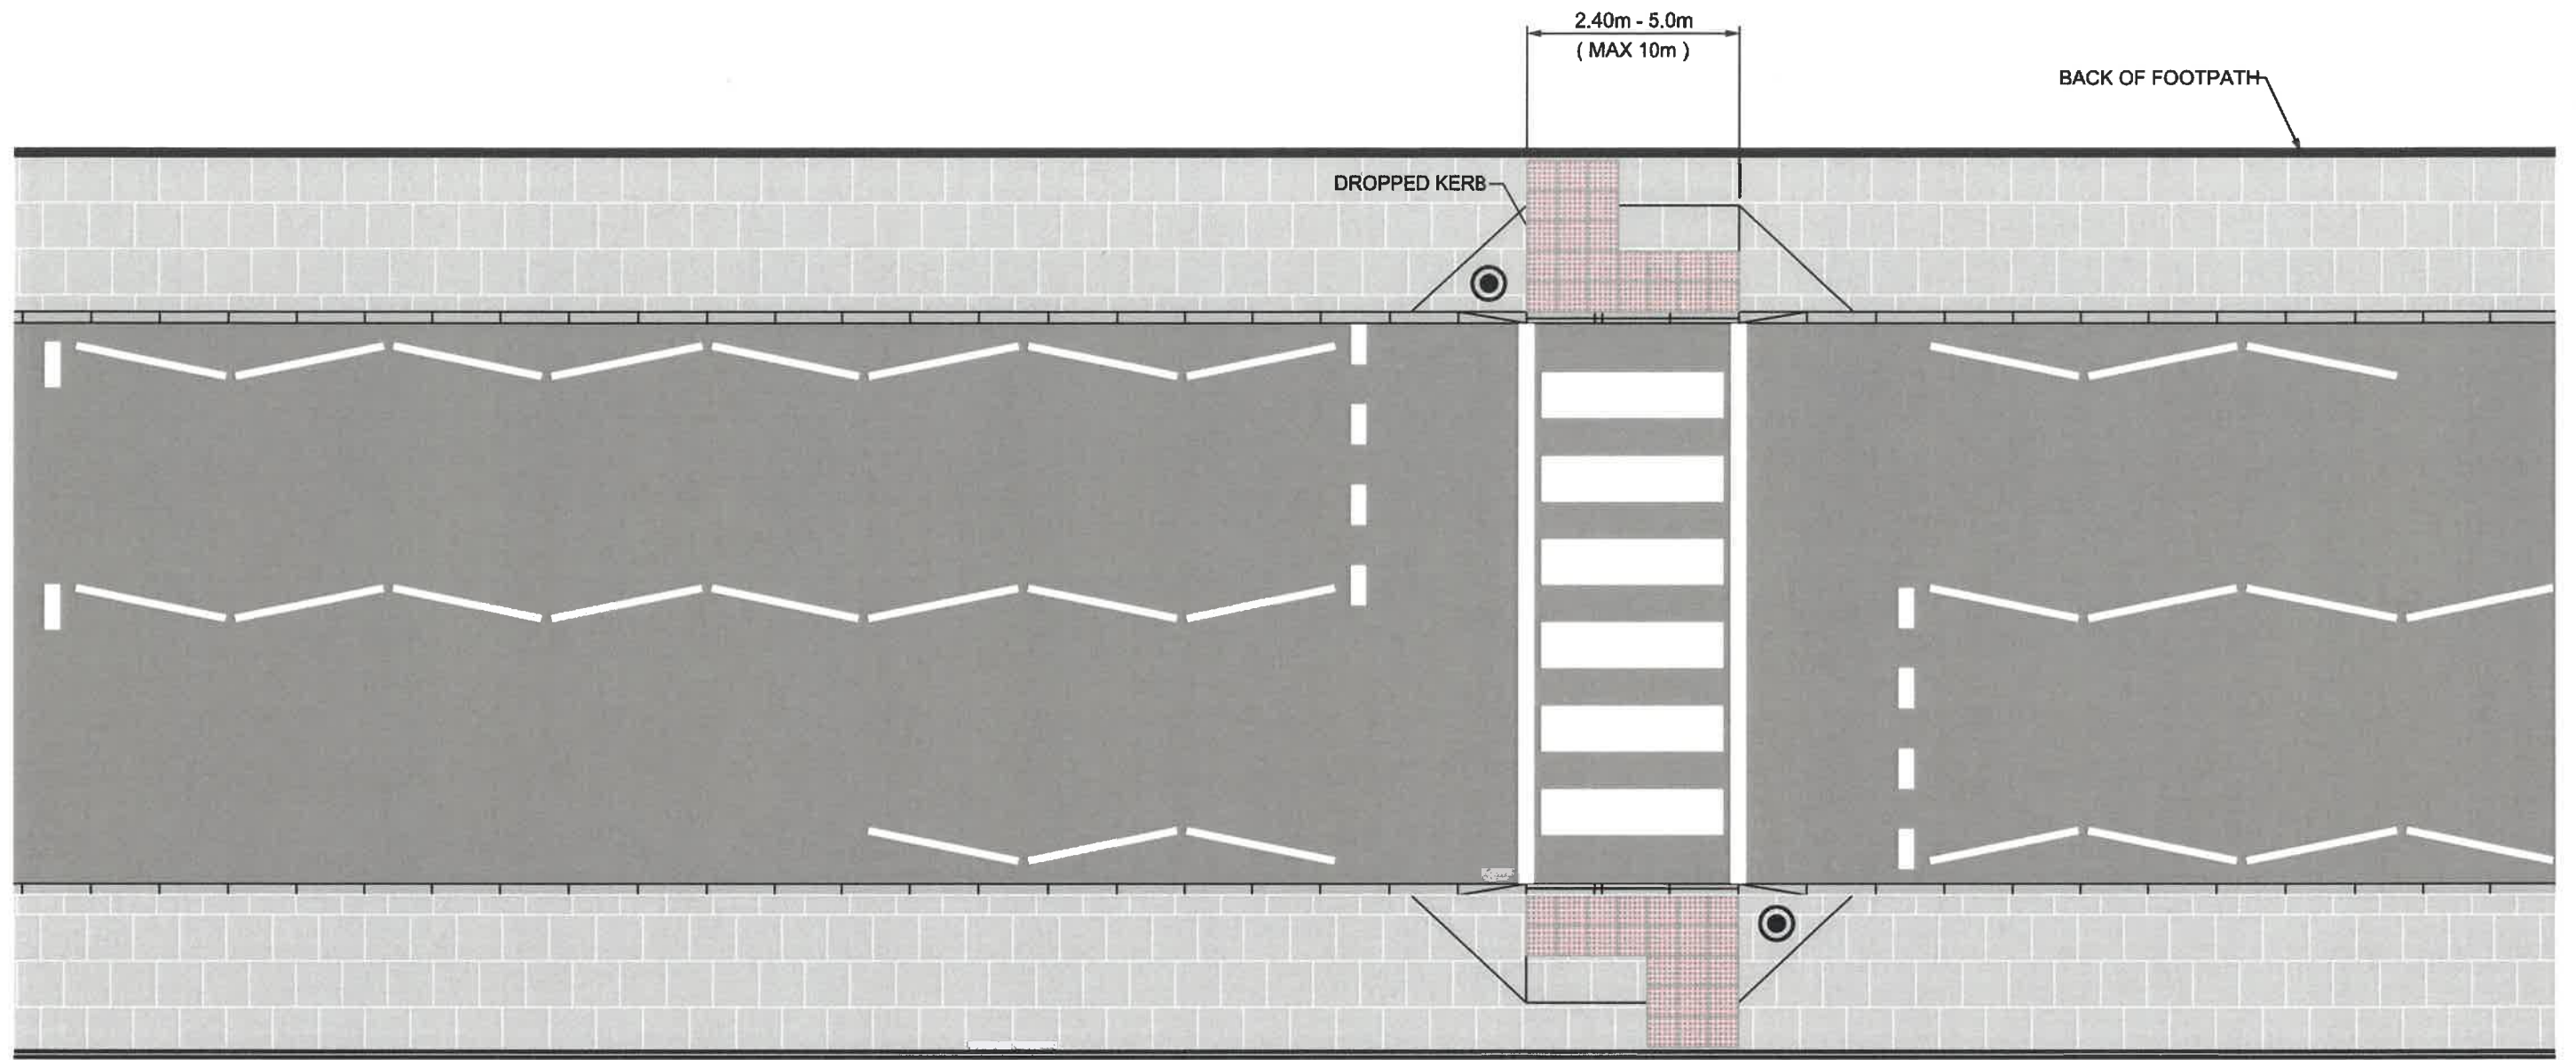 2.40m - 5.0m
( MAX 10m )
BACK OF FOOTPATH
DROPPED KERB